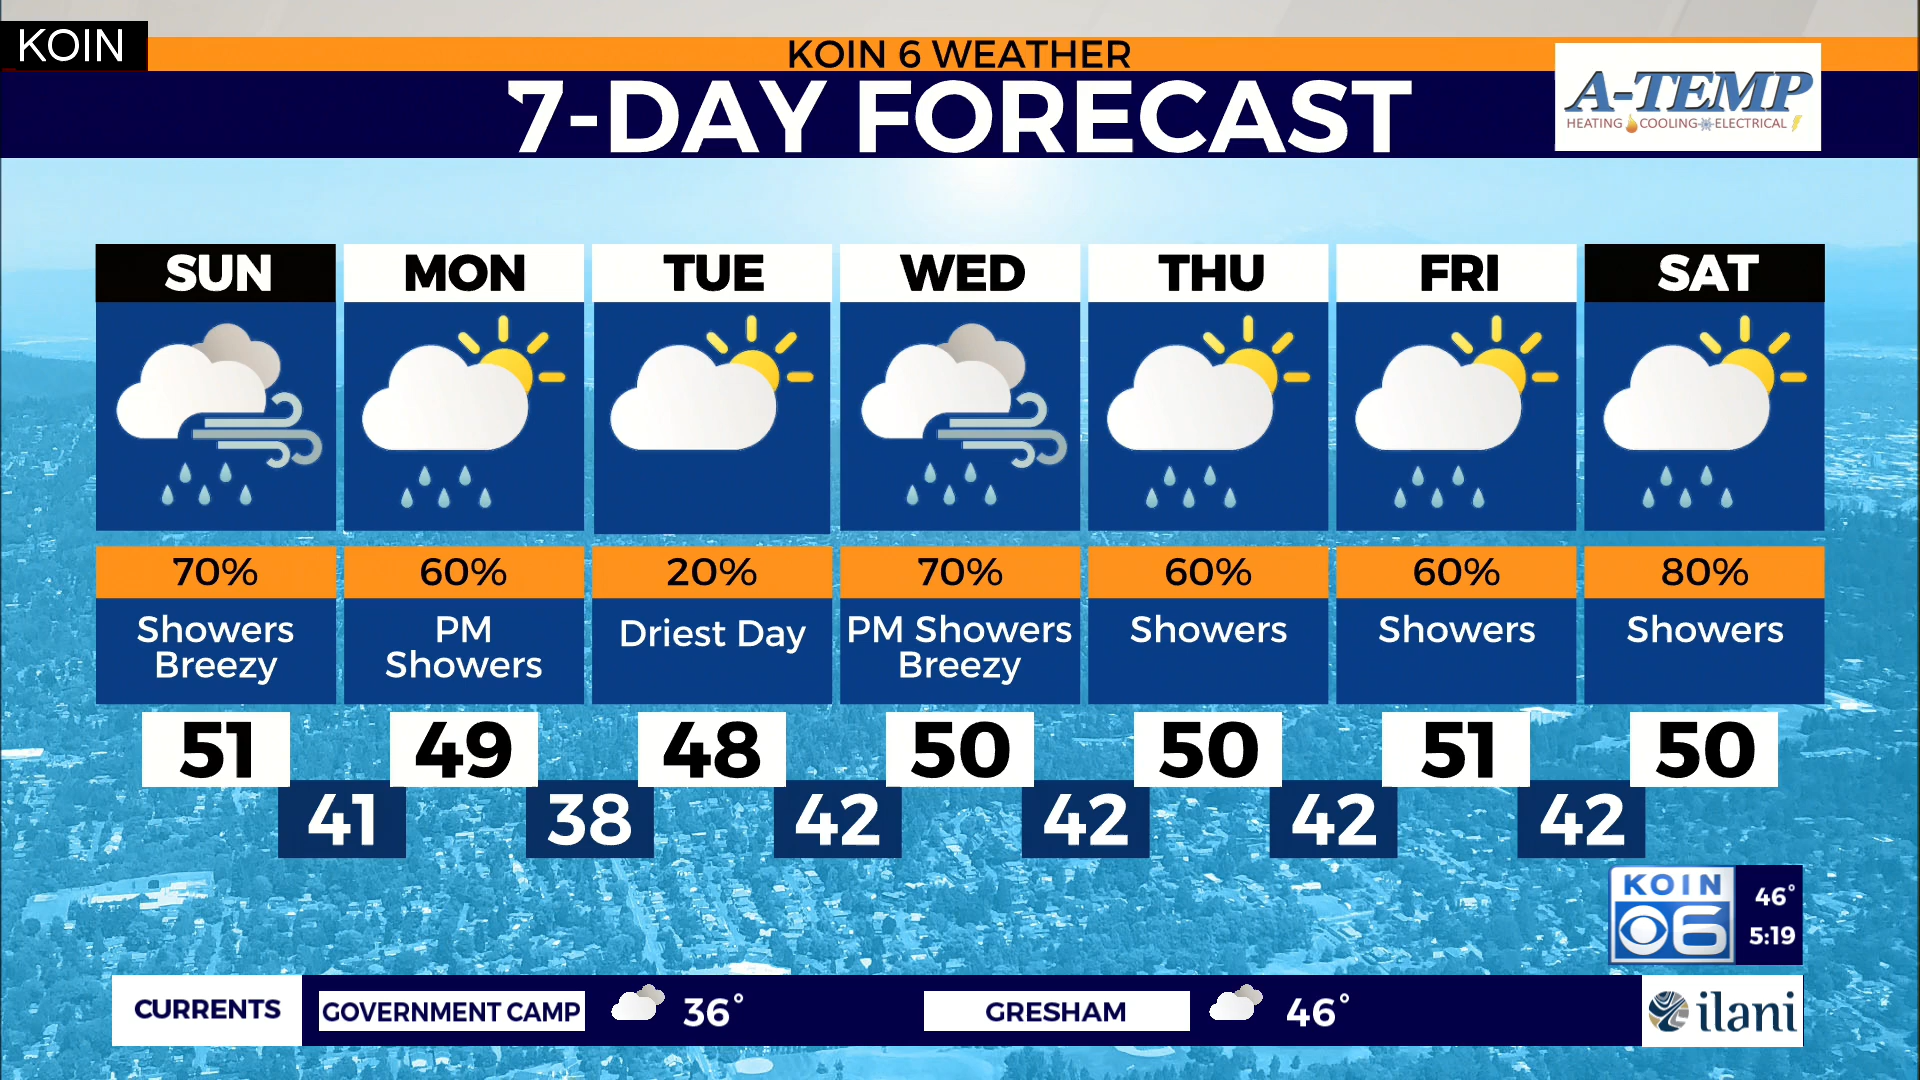 KOIN
KOIN 6 WEATHER
7-DAY FORECAST
A-TEMP
HEATING COOLING ELECTRICAL
SUN MON TUE WED THU FRI SAT
70% 60% 20% 70% 60% 60% 80%
Showers
Breezy
PM
Showers
Driest Day
PM Showers
Breezy
Showers
Showers
Showers
51 49 48 50 50 51 50
41 38 42 42 42 42
KOIN
6
46°
5:19
CURRENTS
GOVERNMENT CAMP 36°
GRESHAM 46°
ilani